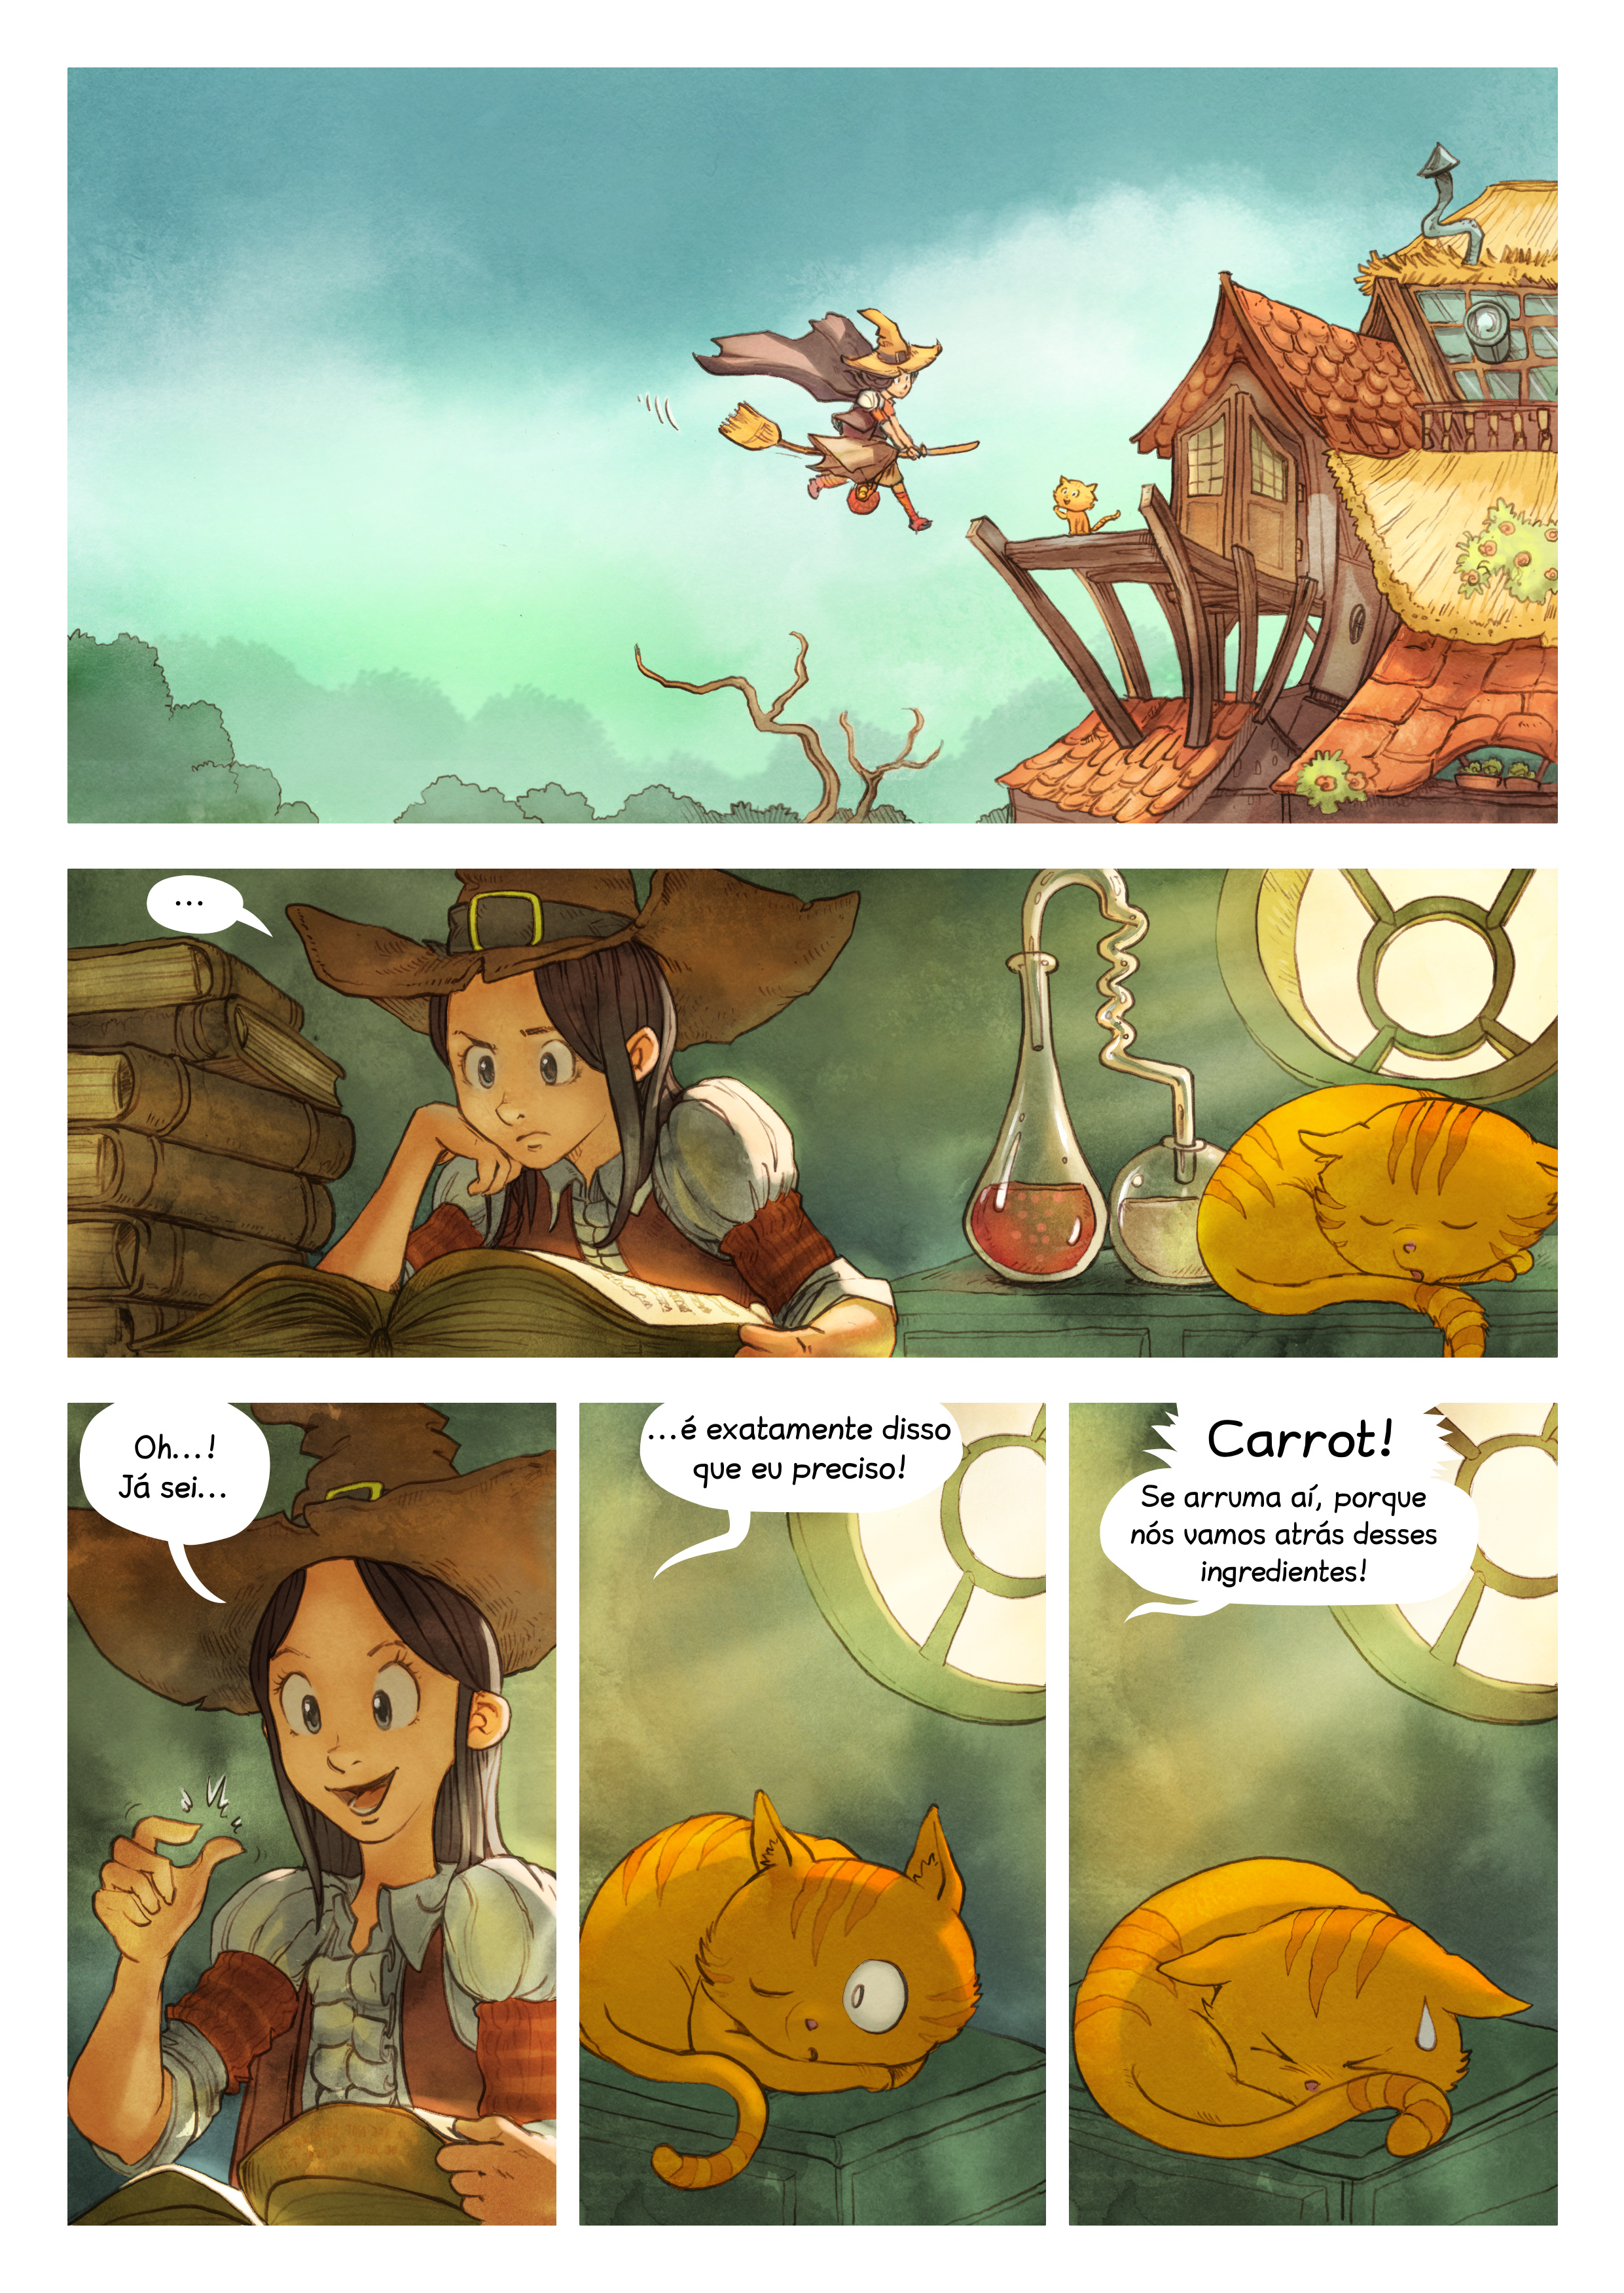 ...
Oh...!
Já sei...
...é exatamente disso
que eu preciso!
Carrot!
Se arruma aí, porque
nós vamos atrás desses
ingredientes!